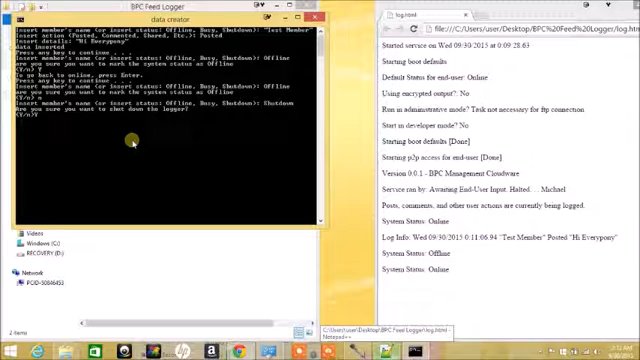 BPC Feed Logger
data creator
Insert member's name (or insert status: Offline, Busy, Shutdown): "Test Member"
Insert action (Posted, Commented, Shared, Etc.): Posted
Insert details: "Hi Everypony"
data inserted
Press any key to continue . . .
Insert member's name (or insert status: Offline, Busy, Shutdown): Offline
Are you sure you want to mark the system status as Offline
(Y/n) Y
To go back to online, press Enter.
Press any key to continue . . .
Insert member's name (or insert status: Offline, Busy, Shutdown): Offline
Are you sure you want to mark the system status as Offline
(Y/n) n
Insert member's name (or insert status: Offline, Busy, Shutdown): Shutdown
Are you sure you want to shut down the logger?
(Y/n)Y
Videos
Windows (C:)
RECOVERY (D:)
Network
PCID-50846453
2 items
log.html
file:///C:/Users/user/Desktop/BPC%20Feed%20Logger/log.html
Started service on Wed 09/30/2015 at 0:09:28.63
Starting boot defaults
Default Status for end-user: Online
Using encrypted output?: No
Run in administrative mode? Task not necessary for ftp connection
Start in developer mode?: No
Starting boot defaults [Done]
Starting p2p access for end-user [Done]
Version 0.0.1 - BPC Management Cloudware
Service ran by: Awaiting End-User Input. Halted. . . Michael
Posts, comments, and other user actions are currently being logged.
System Status: Online
Log Info: Wed 09/30/2015 0:11:06.94 "Test Member" Posted "Hi Everypony"
System Status: Offline
System Status: Online
C:\Users\user\Desktop\BPC Feed Logger\log.html -
Notepad++
9/30/2015